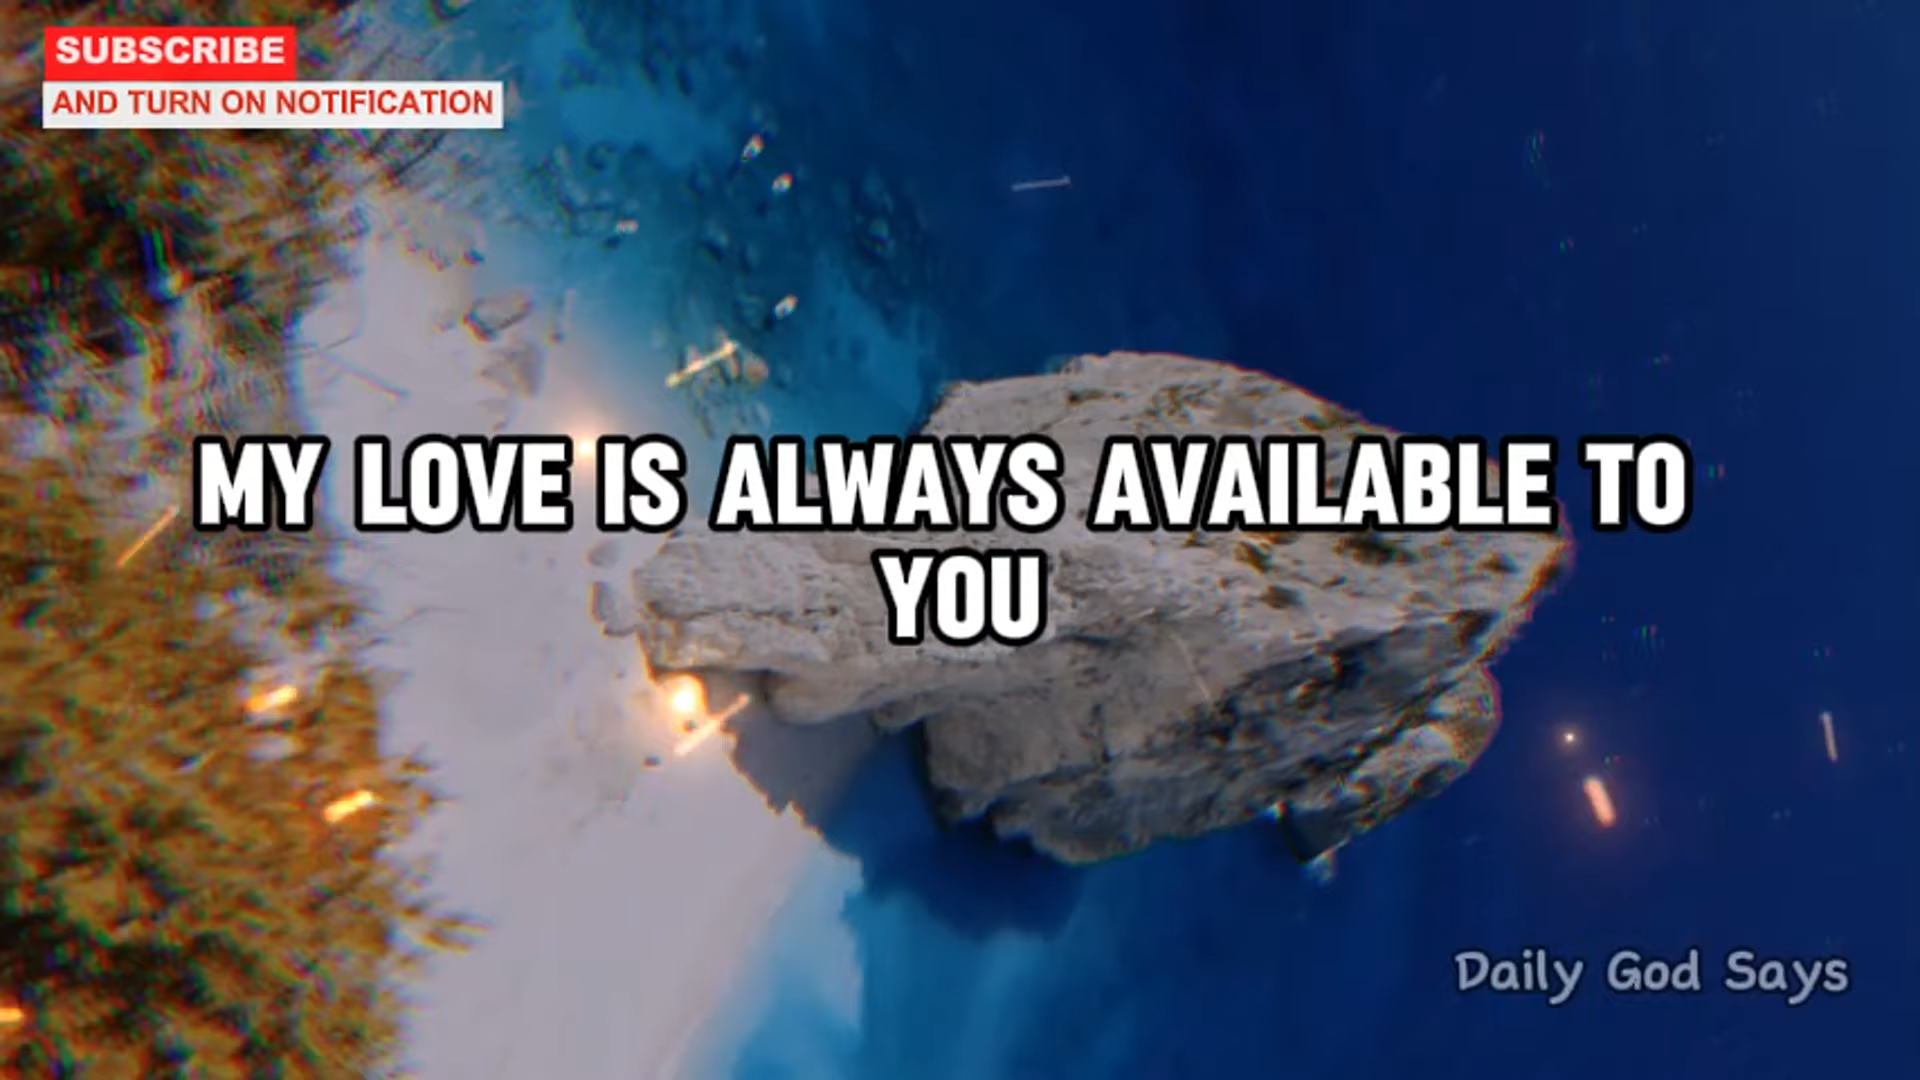 SUBSCRIBE
AND TURN ON NOTIFICATION
MY LOVE IS ALWAYS AVAILABLE TO
YOU
Daily God Says